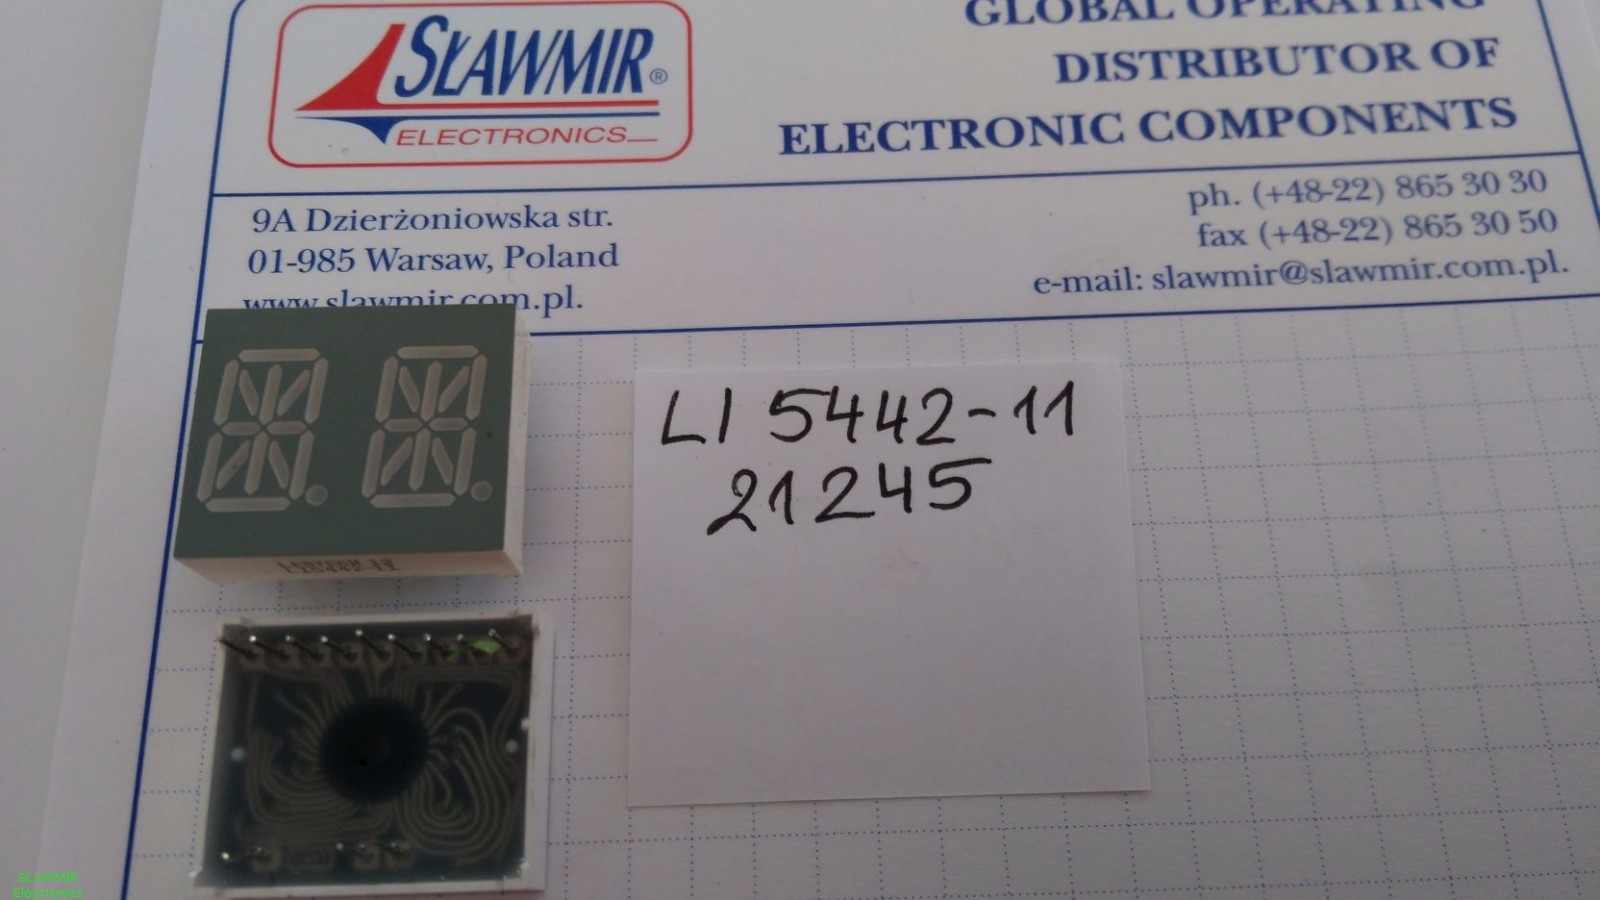 SŁAWMIR®
ELECTRONICS
GLOBAL OPERATING
DISTRIBUTOR OF
ELECTRONIC COMPONENTS
9A Dzierżoniowska str.
01-985 Warsaw, Poland
www.slawmir.com.pl.
ph. (+48-22) 865 30 30
fax (+48-22) 865 30 50
e-mail: slawmir@slawmir.com.pl.
LI 5442-11
21245
SLAWMIR
Electronics